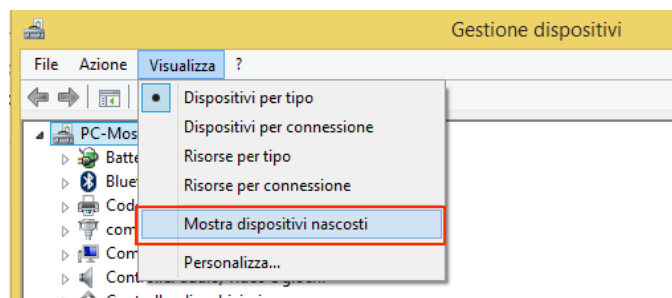 Gestione dispositivi
File Azione Visualizza ?
Dispositivi per tipo
Dispositivi per connessione
Risorse per tipo
Risorse per connessione
Mostra dispositivi nascosti
Personalizza...
PC-Mos
Batte
Blue
Cod
com
Com